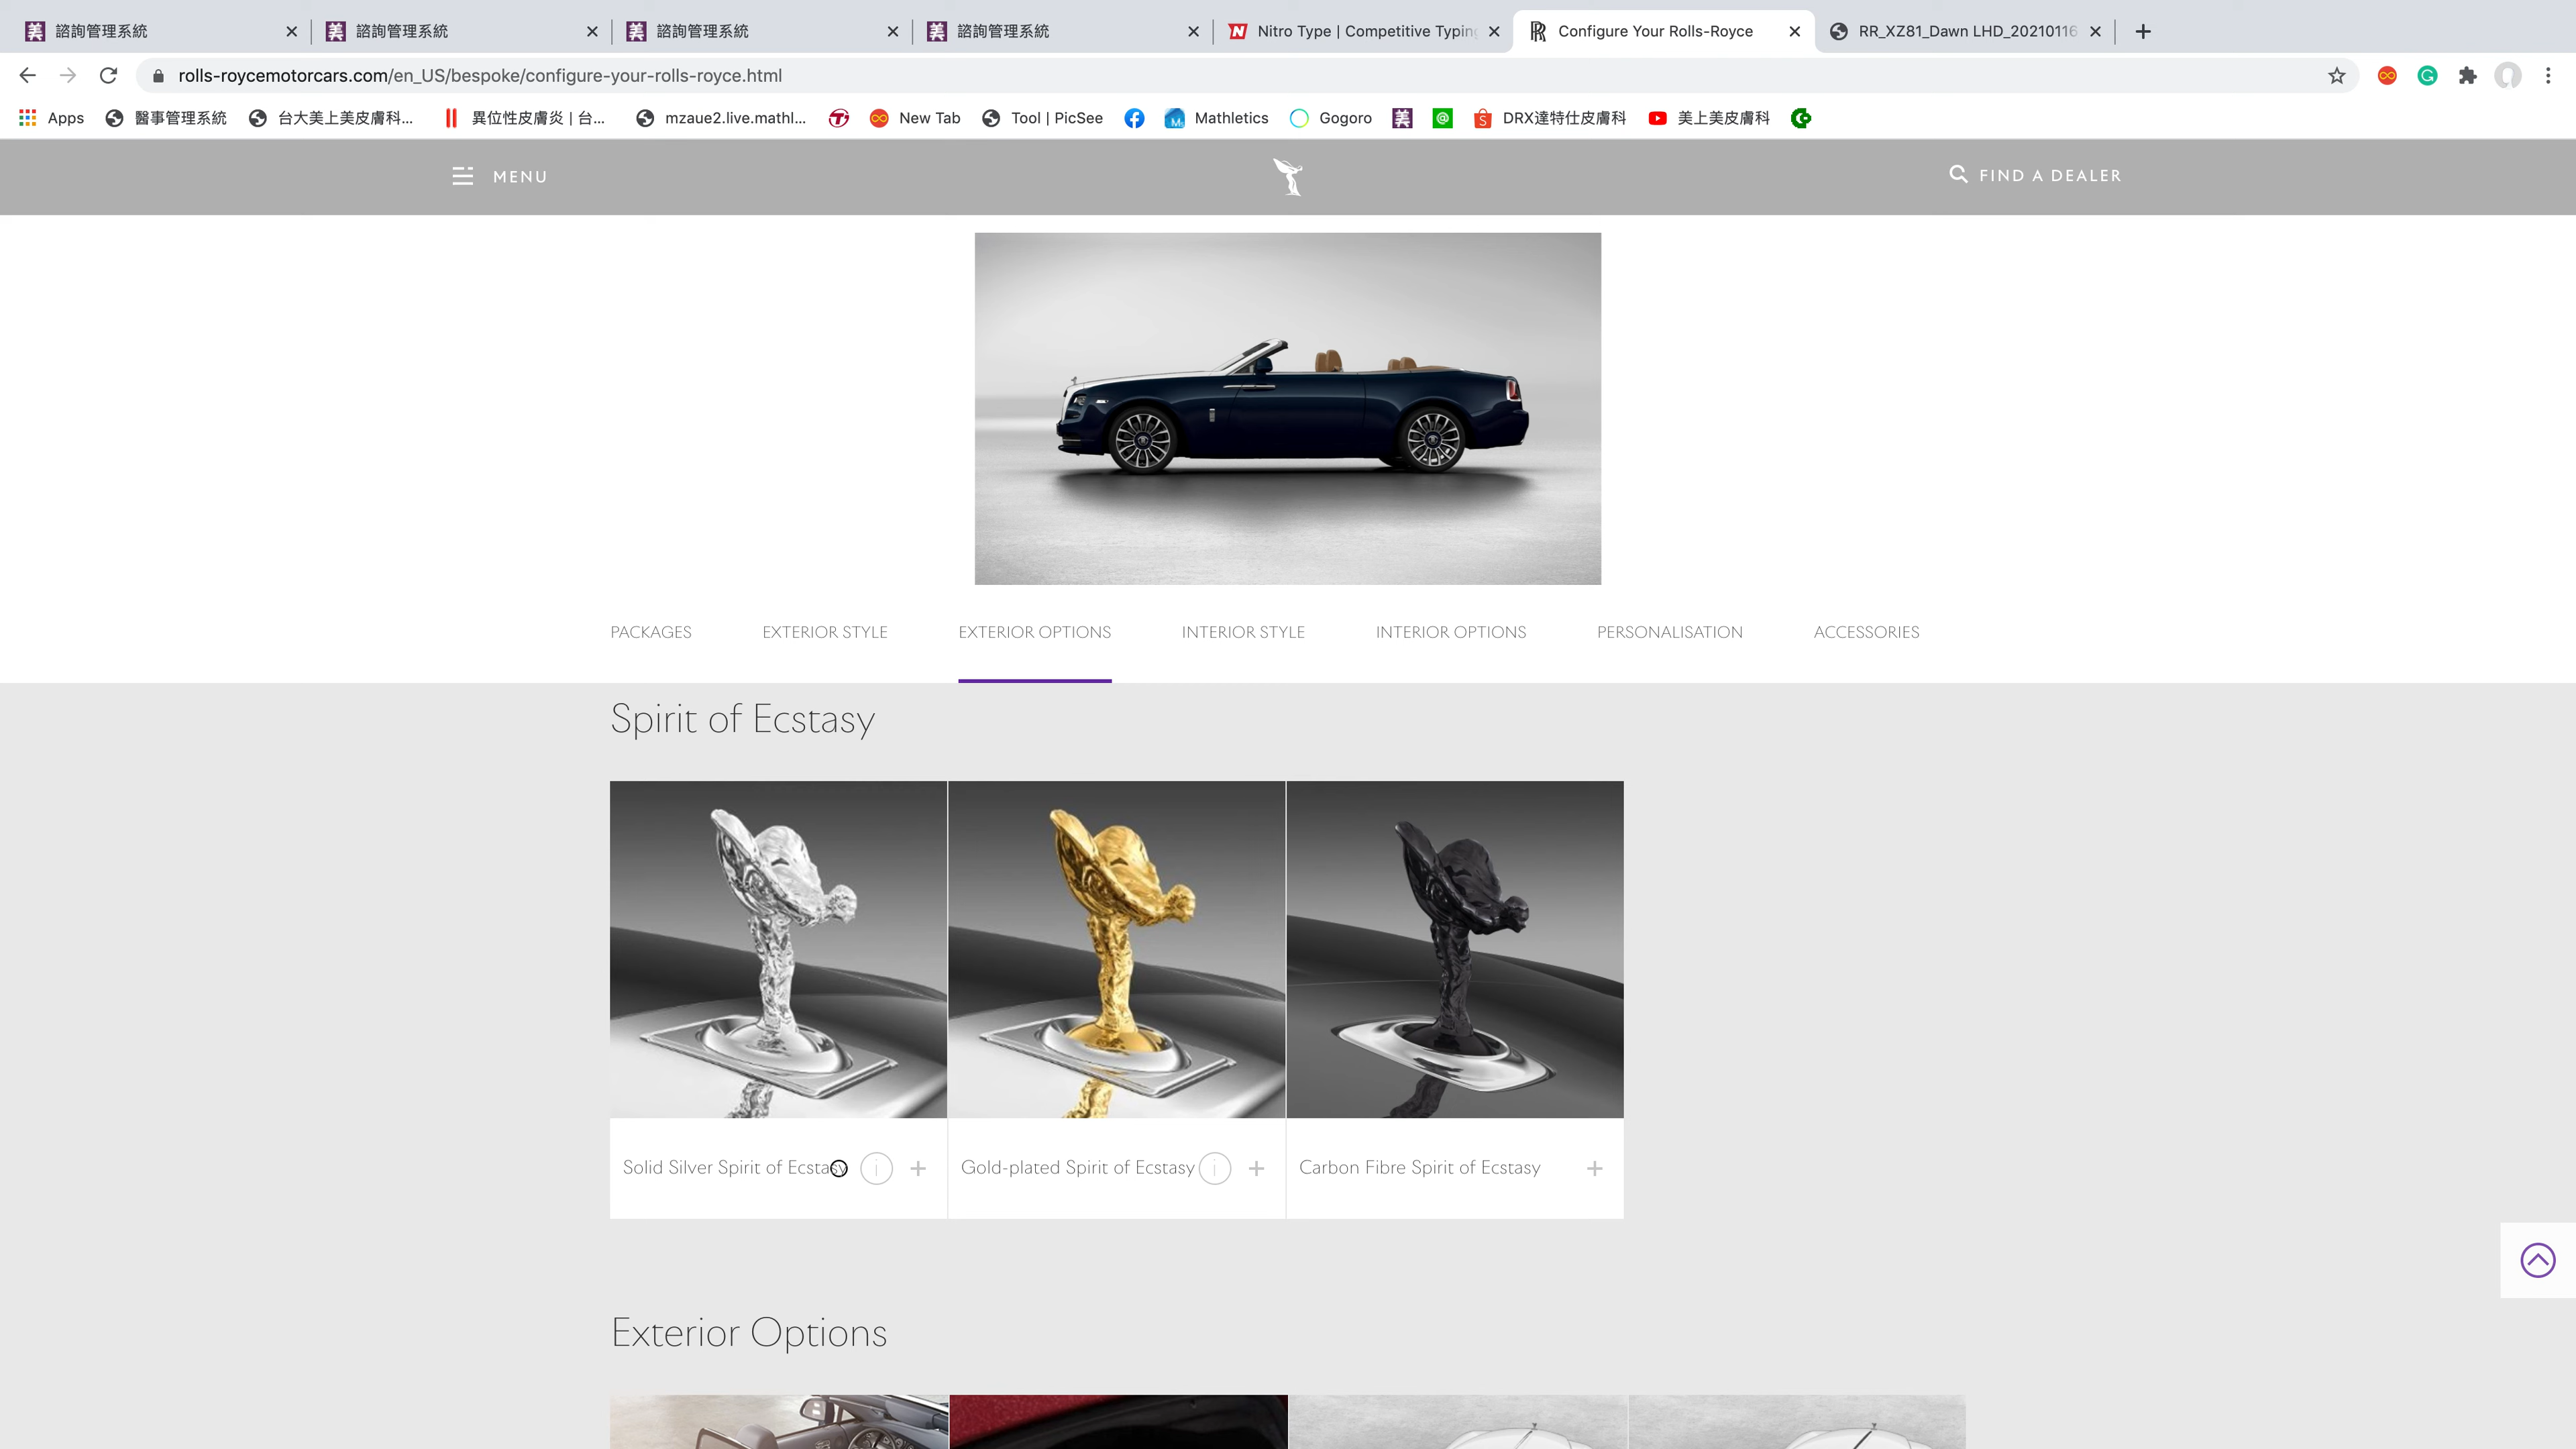 諮詢管理系統
諮詢管理系統
諮詢管理系統
諮詢管理系統
Nitro Type | Competitive Typing
Configure Your Rolls-Royce
RR_XZ81_Dawn LHD_20210116
rolls-roycemotorcars.com/en_US/bespoke/configure-your-rolls-royce.html
Apps
醫事管理系統
台大美上美皮膚科...
異位性皮膚炎 | 台...
mzaue2.live.mathl...
New Tab
Tool | PicSee
Mathletics
Gogoro
DRX達特仕皮膚科
美上美皮膚科
MENU
FIND A DEALER
PACKAGES
EXTERIOR STYLE
EXTERIOR OPTIONS
INTERIOR STYLE
INTERIOR OPTIONS
PERSONALISATION
ACCESSORIES
Spirit of Ecstasy
Solid Silver Spirit of Ecstasy
Gold-plated Spirit of Ecstasy
Carbon Fibre Spirit of Ecstasy
Exterior Options